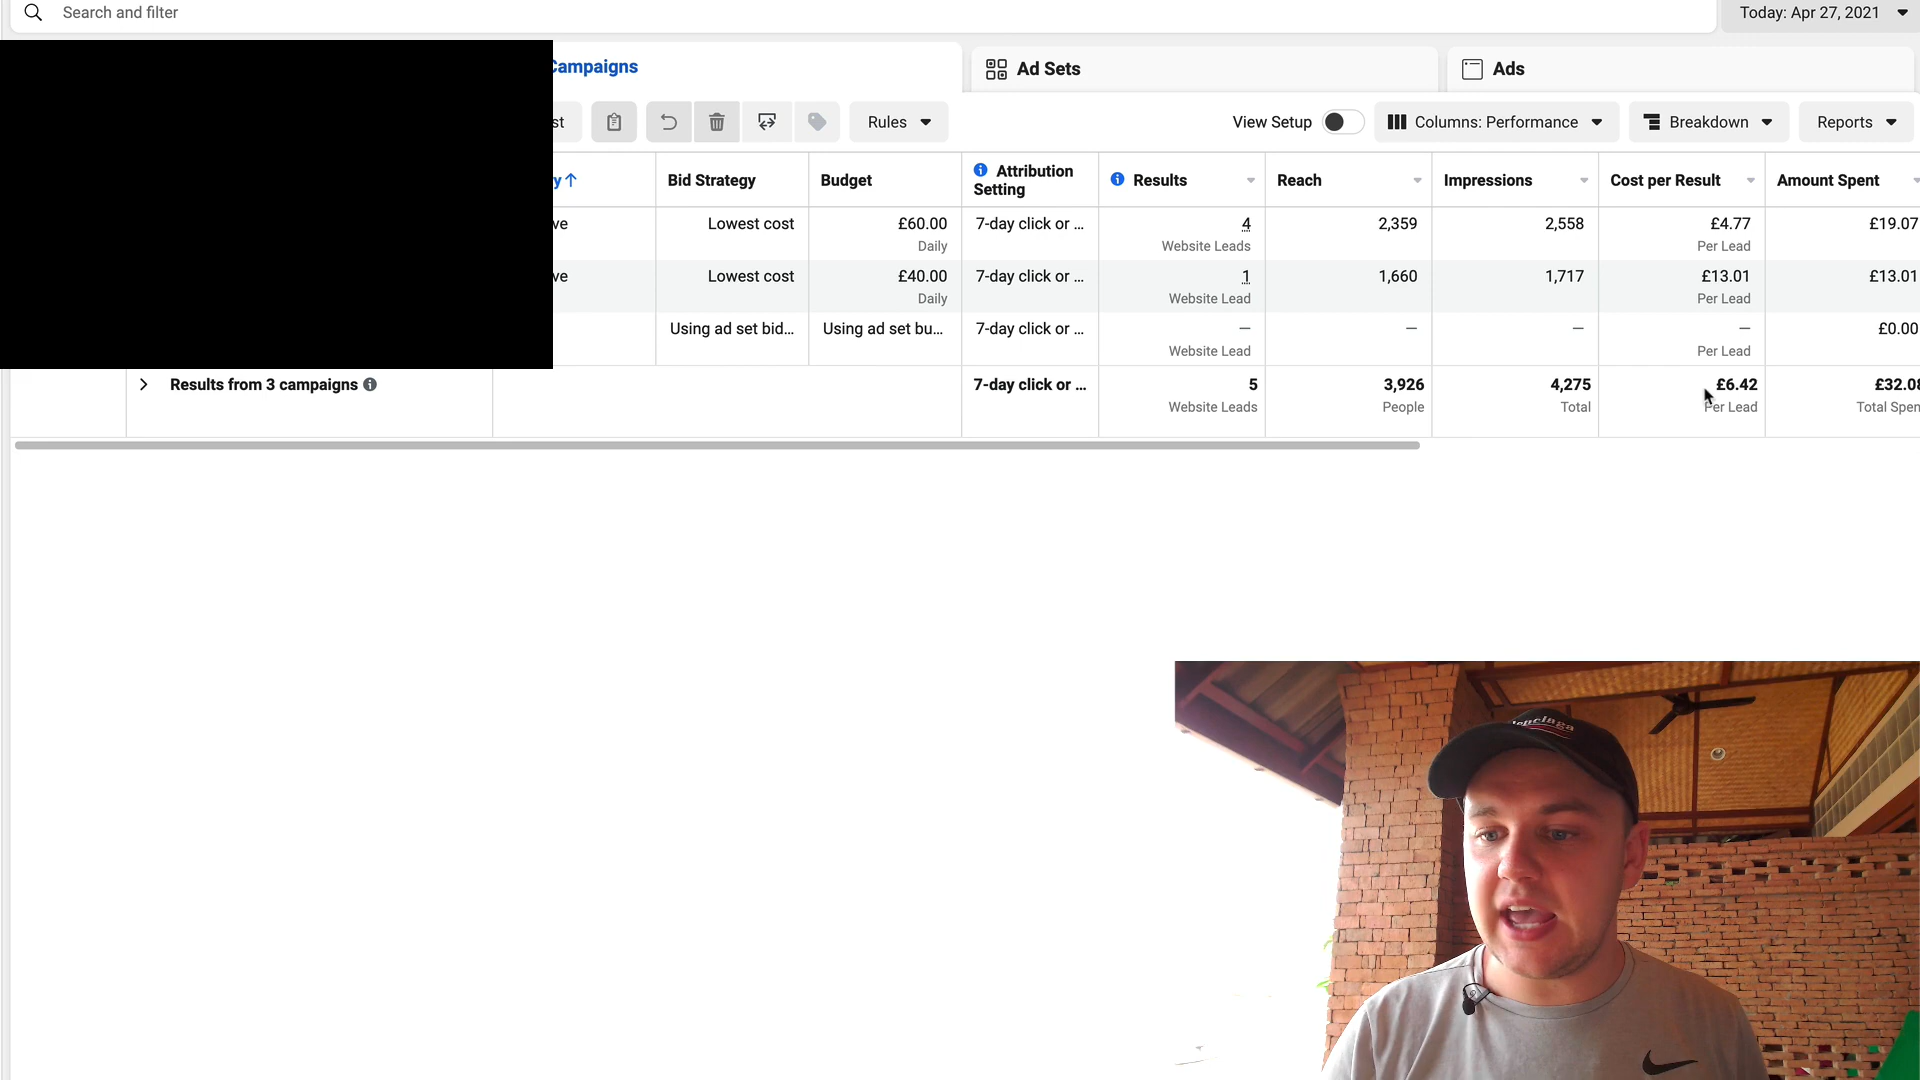 Search and filter
Today: Apr 27, 2021
Campaigns
Ad Sets
Ads
st
Rules
View Setup
Columns: Performance
Breakdown
Reports
y↑
Bid Strategy
Budget
Attribution Setting
Results
Reach
Impressions
Cost per Result
Amount Spent
ve
Lowest cost
£60.00
Daily
7-day click or ...
4
Website Leads
2,359
2,558
£4.77
Per Lead
£19.07
ve
Lowest cost
£40.00
Daily
7-day click or ...
1
Website Lead
1,660
1,717
£13.01
Per Lead
£13.01
Using ad set bid...
Using ad set bu...
7-day click or ...
—
Website Lead
—
—
—
Per Lead
£0.00
Results from 3 campaigns
7-day click or ...
5
Website Leads
3,926
People
4,275
Total
£6.42
Per Lead
£32.08
Total Spen